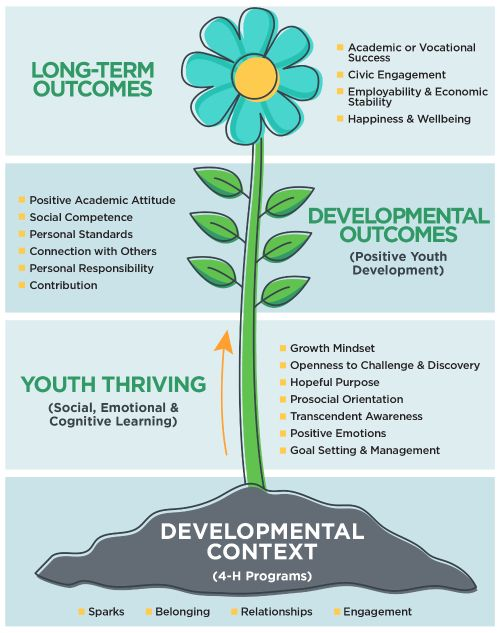 LONG-TERM
OUTCOMES
Academic or Vocational
Success
Civic Engagement
Employability & Economic
Stability
Happiness & Wellbeing
Positive Academic Attitude
Social Competence
Personal Standards
Connection with Others
Personal Responsibility
Contribution
DEVELOPMENTAL
OUTCOMES
(Positive Youth
Development)
YOUTH THRIVING
(Social, Emotional &
Cognitive Learning)
Growth Mindset
Openness to Challenge & Discovery
Hopeful Purpose
Prosocial Orientation
Transcendent Awareness
Positive Emotions
Goal Setting & Management
DEVELOPMENTAL
CONTEXT
(4-H Programs)
Sparks Belonging Relationships Engagement